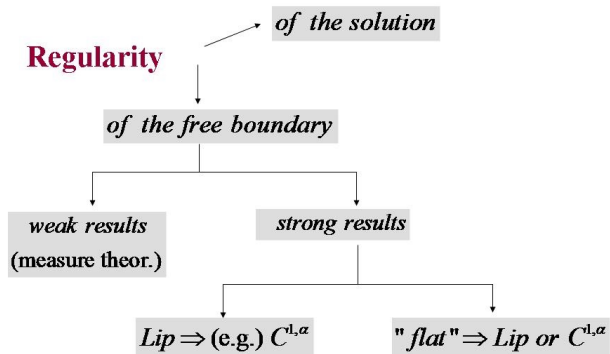 of the solution
Regularity
of the free boundary
weak results
(measure theor.)
strong results
Lip ⇒ (e.g.) C^{1,α}
" flat" ⇒ Lip or C^{1,α}